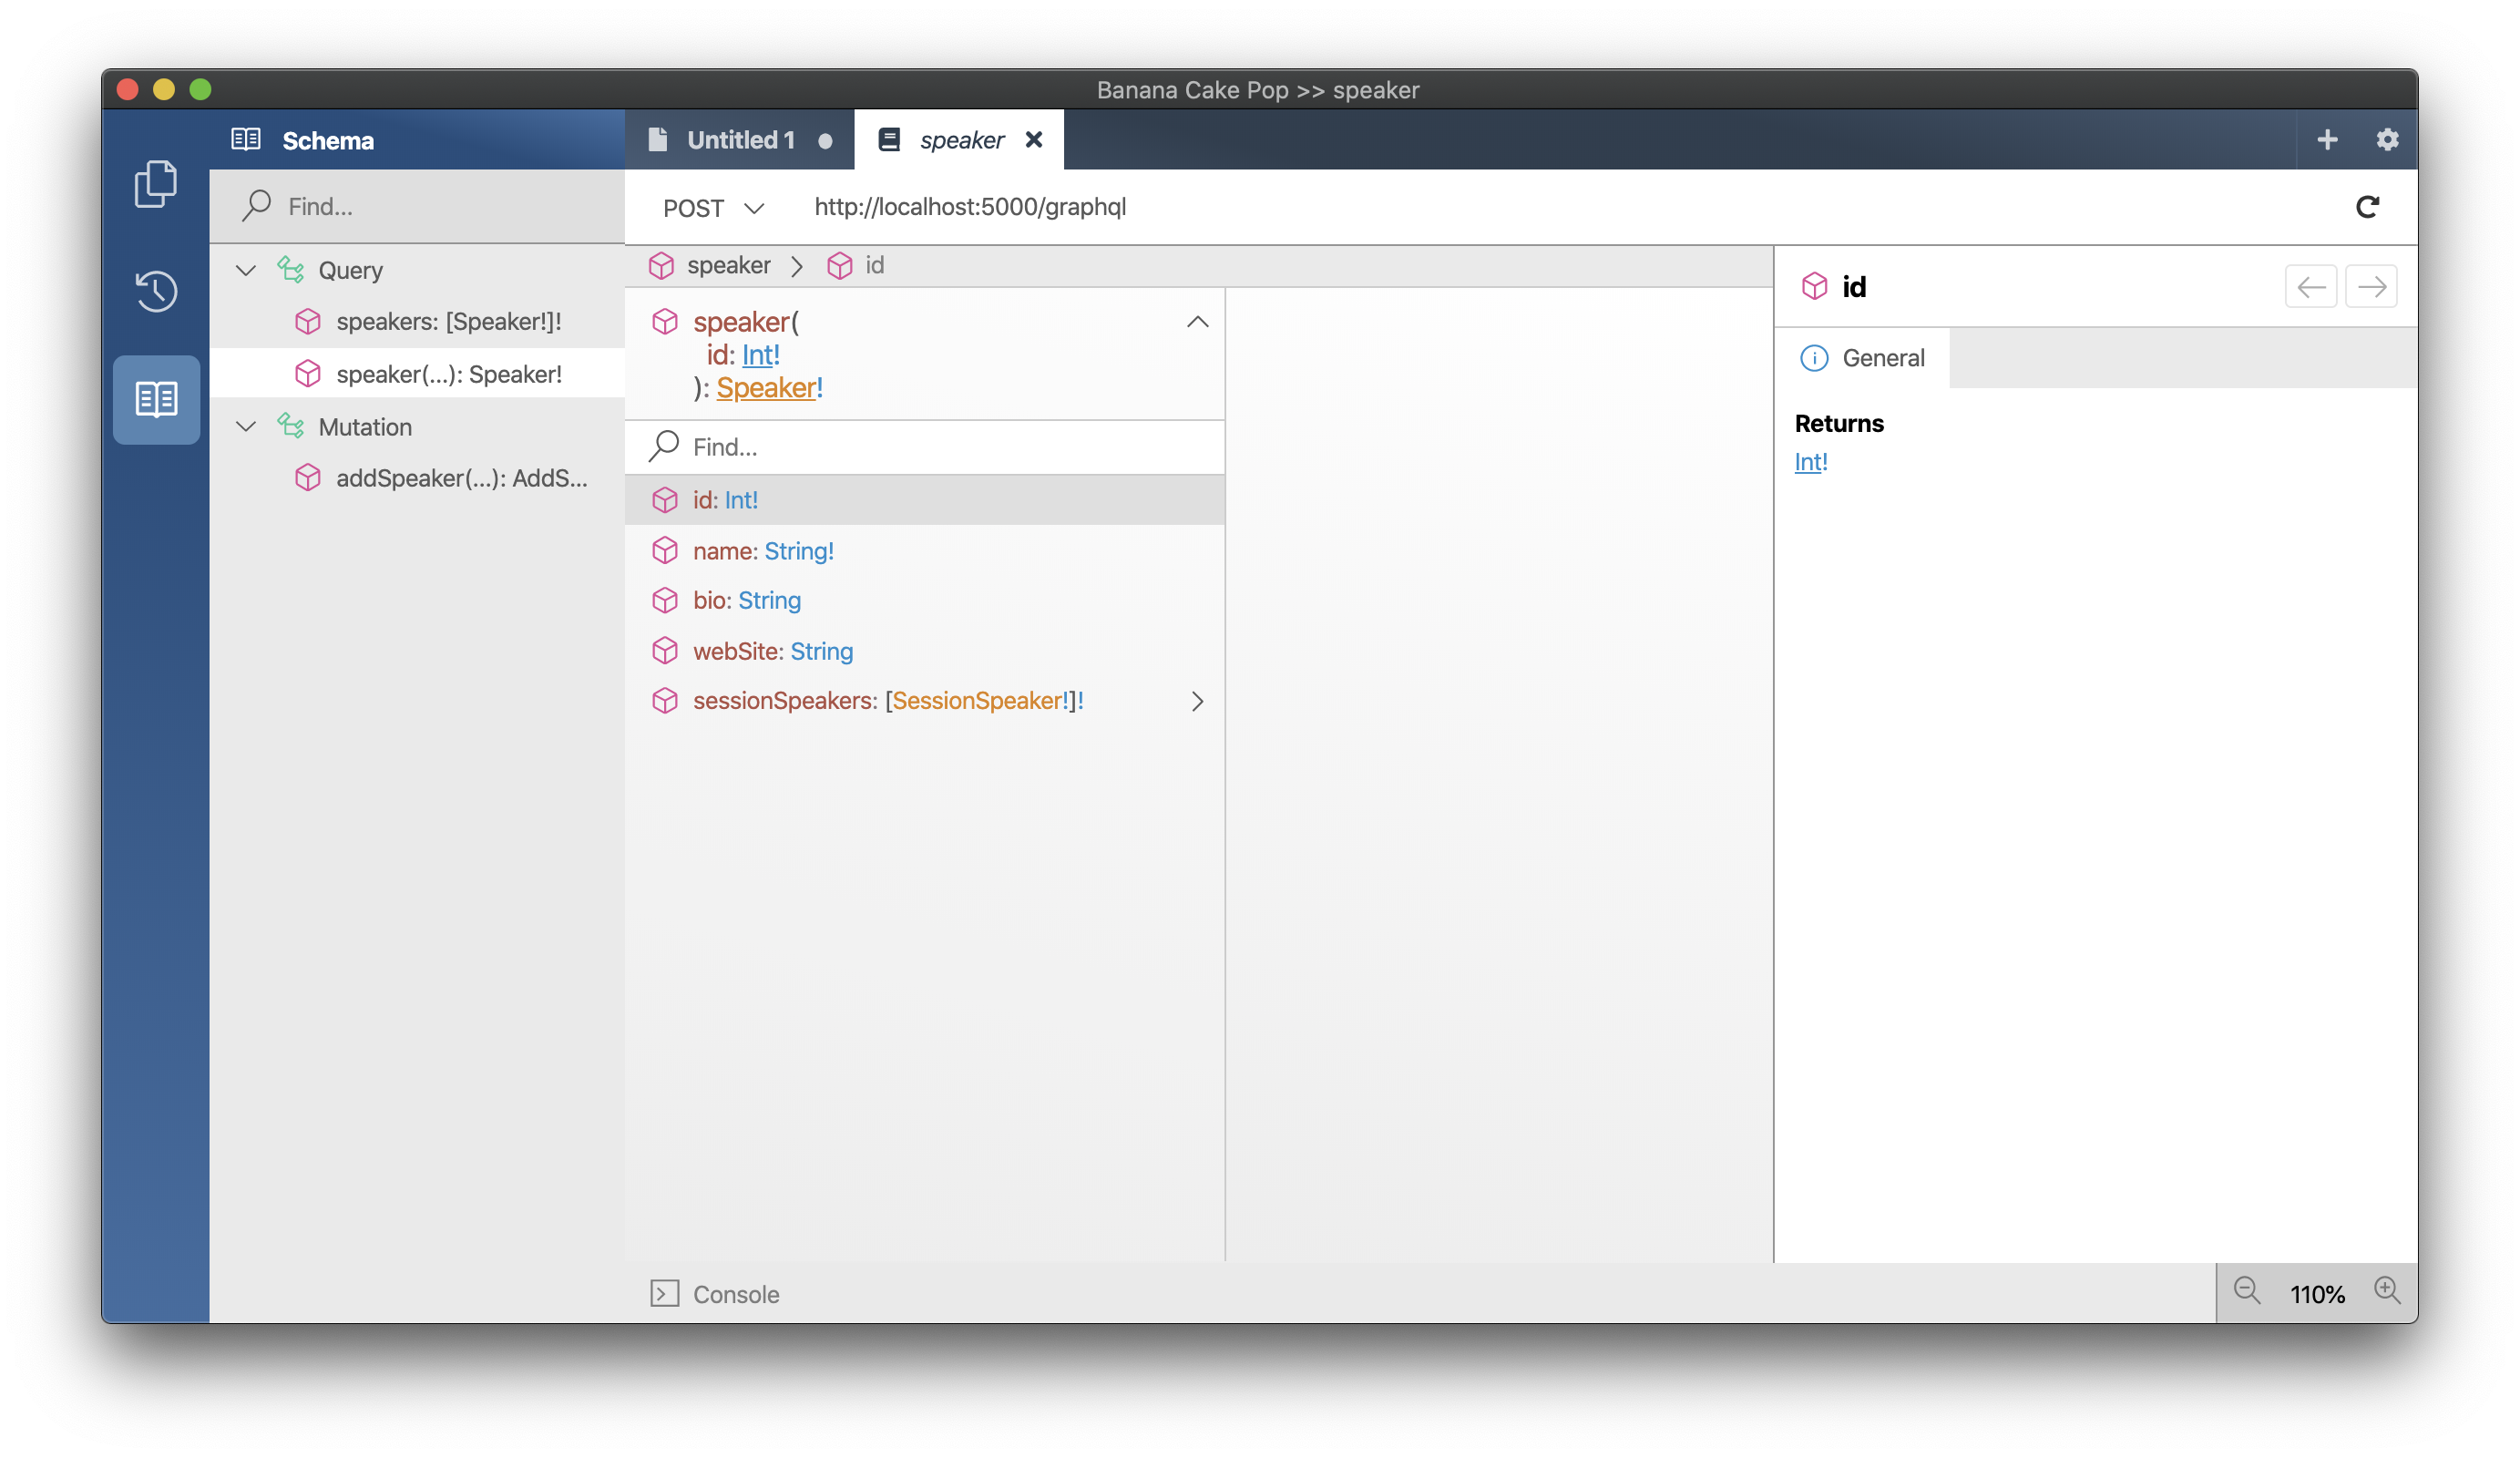 Banana Cake Pop >> speaker
Schema
Untitled 1
speaker
Find...
POST
http://localhost:5000/graphql
Query
speakers: [Speaker!]!
speaker(...): Speaker!
Mutation
addSpeaker(...): AddS...
speaker
id
speaker(
id: Int!
): Speaker!
Find...
id: Int!
name: String!
bio: String
webSite: String
sessionSpeakers: [SessionSpeaker!]!
id
General
Returns
Int!
Console
110%